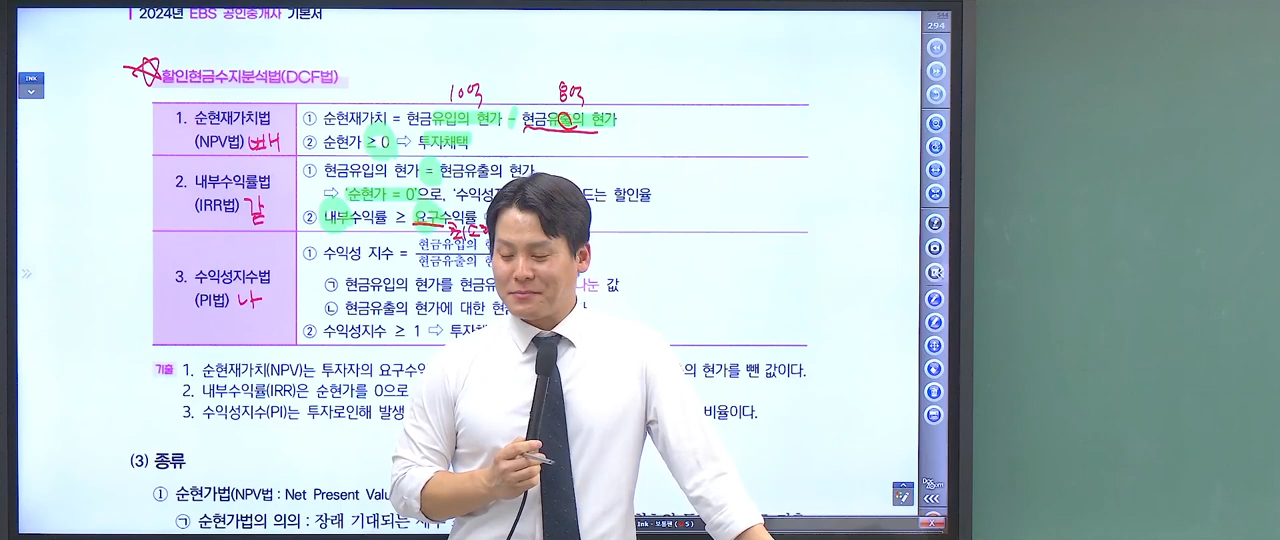 2024년 EBS 공인중개사 기본서
544
294
INK
할인현금수지분석법(DCF법)
10억 8억
1. 순현재가치법
(NPV법) 빼
① 순현재가치 = 현금유입의 현가 - 현금유출의 현가
② 순현가 ≥ 0 ⇨ 투자채택
2. 내부수익률법
(IRR법) 같
① 현금유입의 현가 = 현금유출의 현가
⇨ '순현가 = 0'으로, '수익성지 드는 할인율
② 내부수익률 ≥ 요구수익률
3. 수익성지수법
(PI법) 나
① 수익성 지수 = 현금유입의 현
현금유출의 현
㉠ 현금유입의 현가를 현금유 나눈 값
㉡ 현금유출의 현가에 대한 현금
② 수익성지수 ≥ 1 ⇨ 투자채
기출 1. 순현재가치(NPV)는 투자자의 요구수익 의 현가를 뺀 값이다.
2. 내부수익률(IRR)은 순현가를 0으로
3. 수익성지수(PI)는 투자로인해 발생 비율이다.
(3) 종류
① 순현가법(NPV법 : Net Present Valu
㉠ 순현가법의 의의 : 장래 기대되는
Ink - 보통펜 ( 5 )